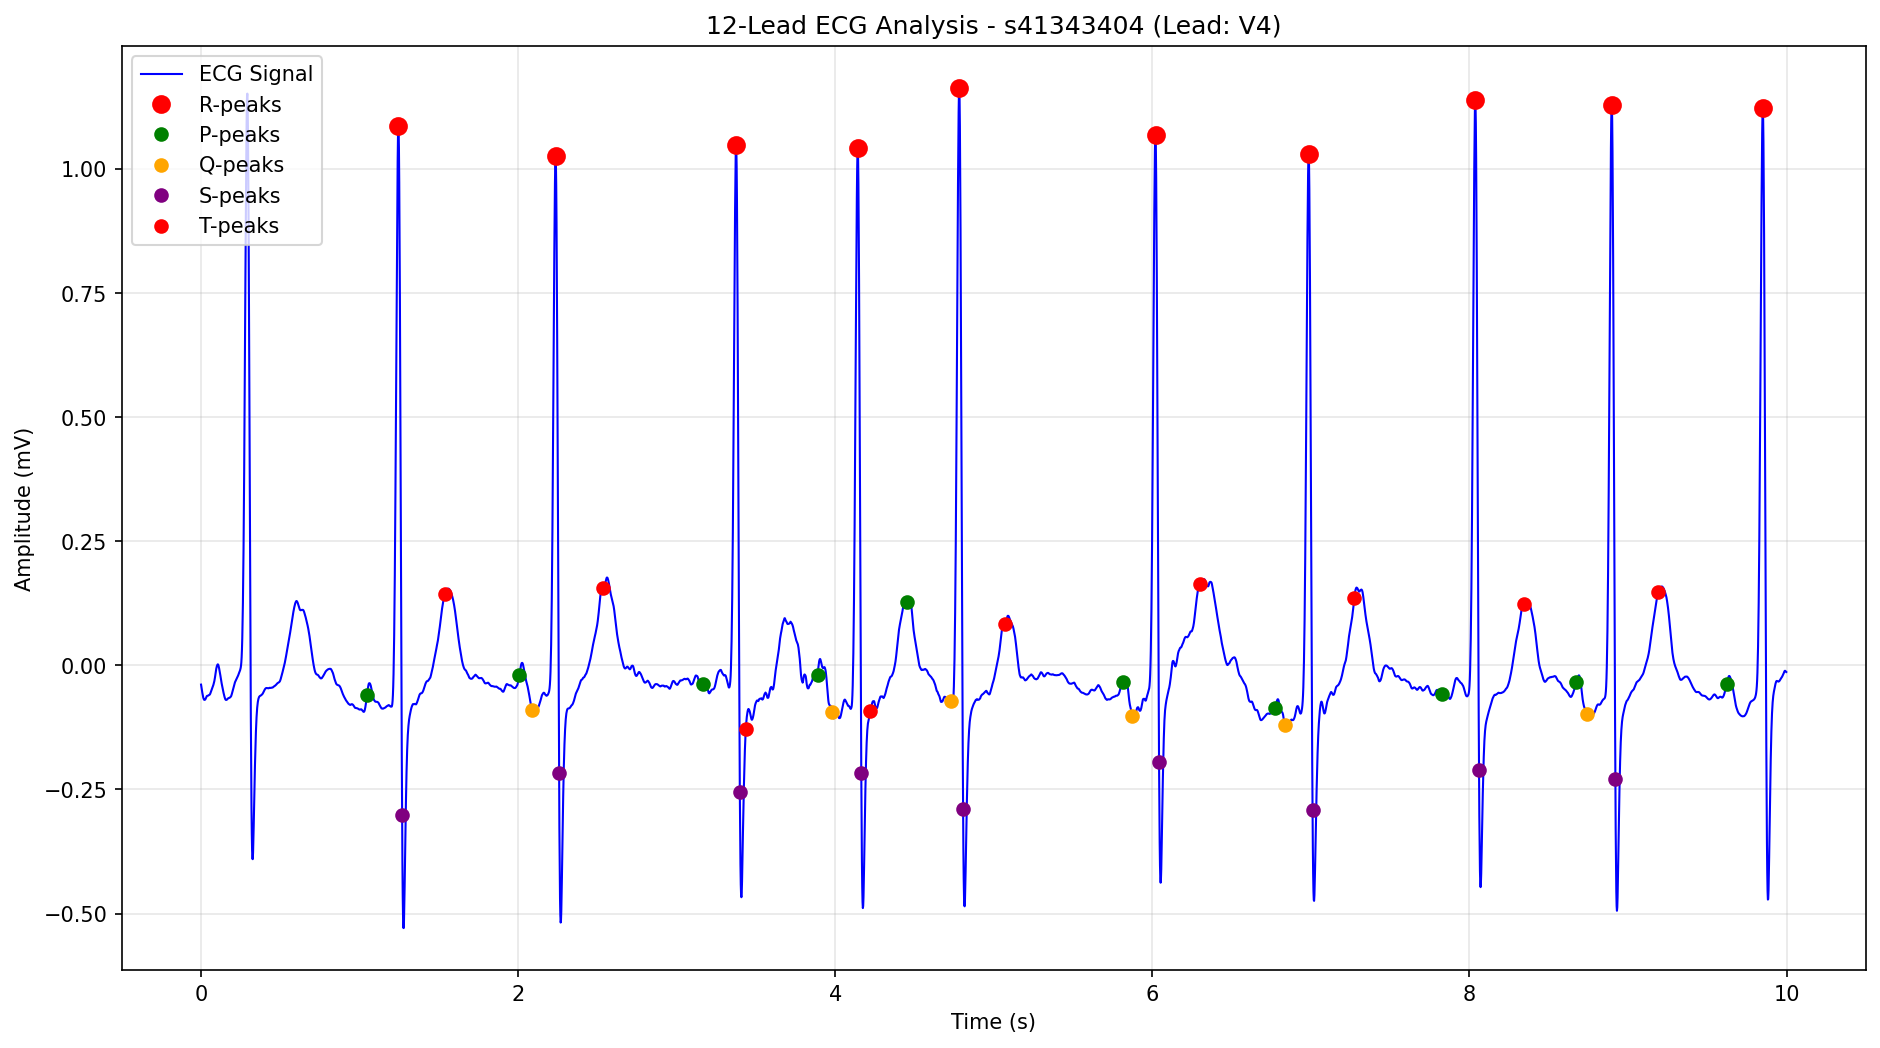 12-Lead ECG Analysis - s41343404 (Lead: V4)
ECG Signal
R-peaks
P-peaks
Q-peaks
S-peaks
T-peaks
Amplitude (mV)
1.00
0.75
0.50
0.25
0.00
−0.25
−0.50
0 2 4 6 8 10
Time (s)